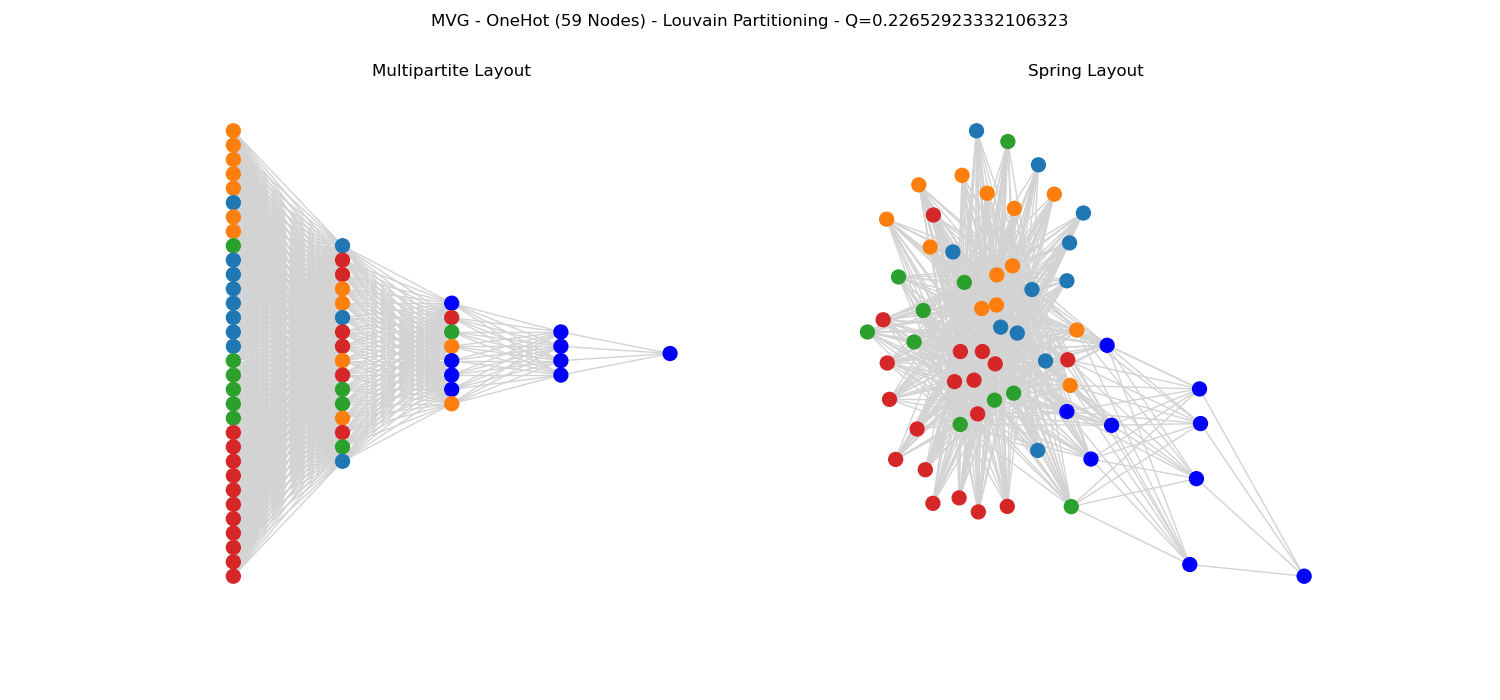 MVG - OneHot (59 Nodes) - Louvain Partitioning - Q=0.22652923332106323
Multipartite Layout
Spring Layout